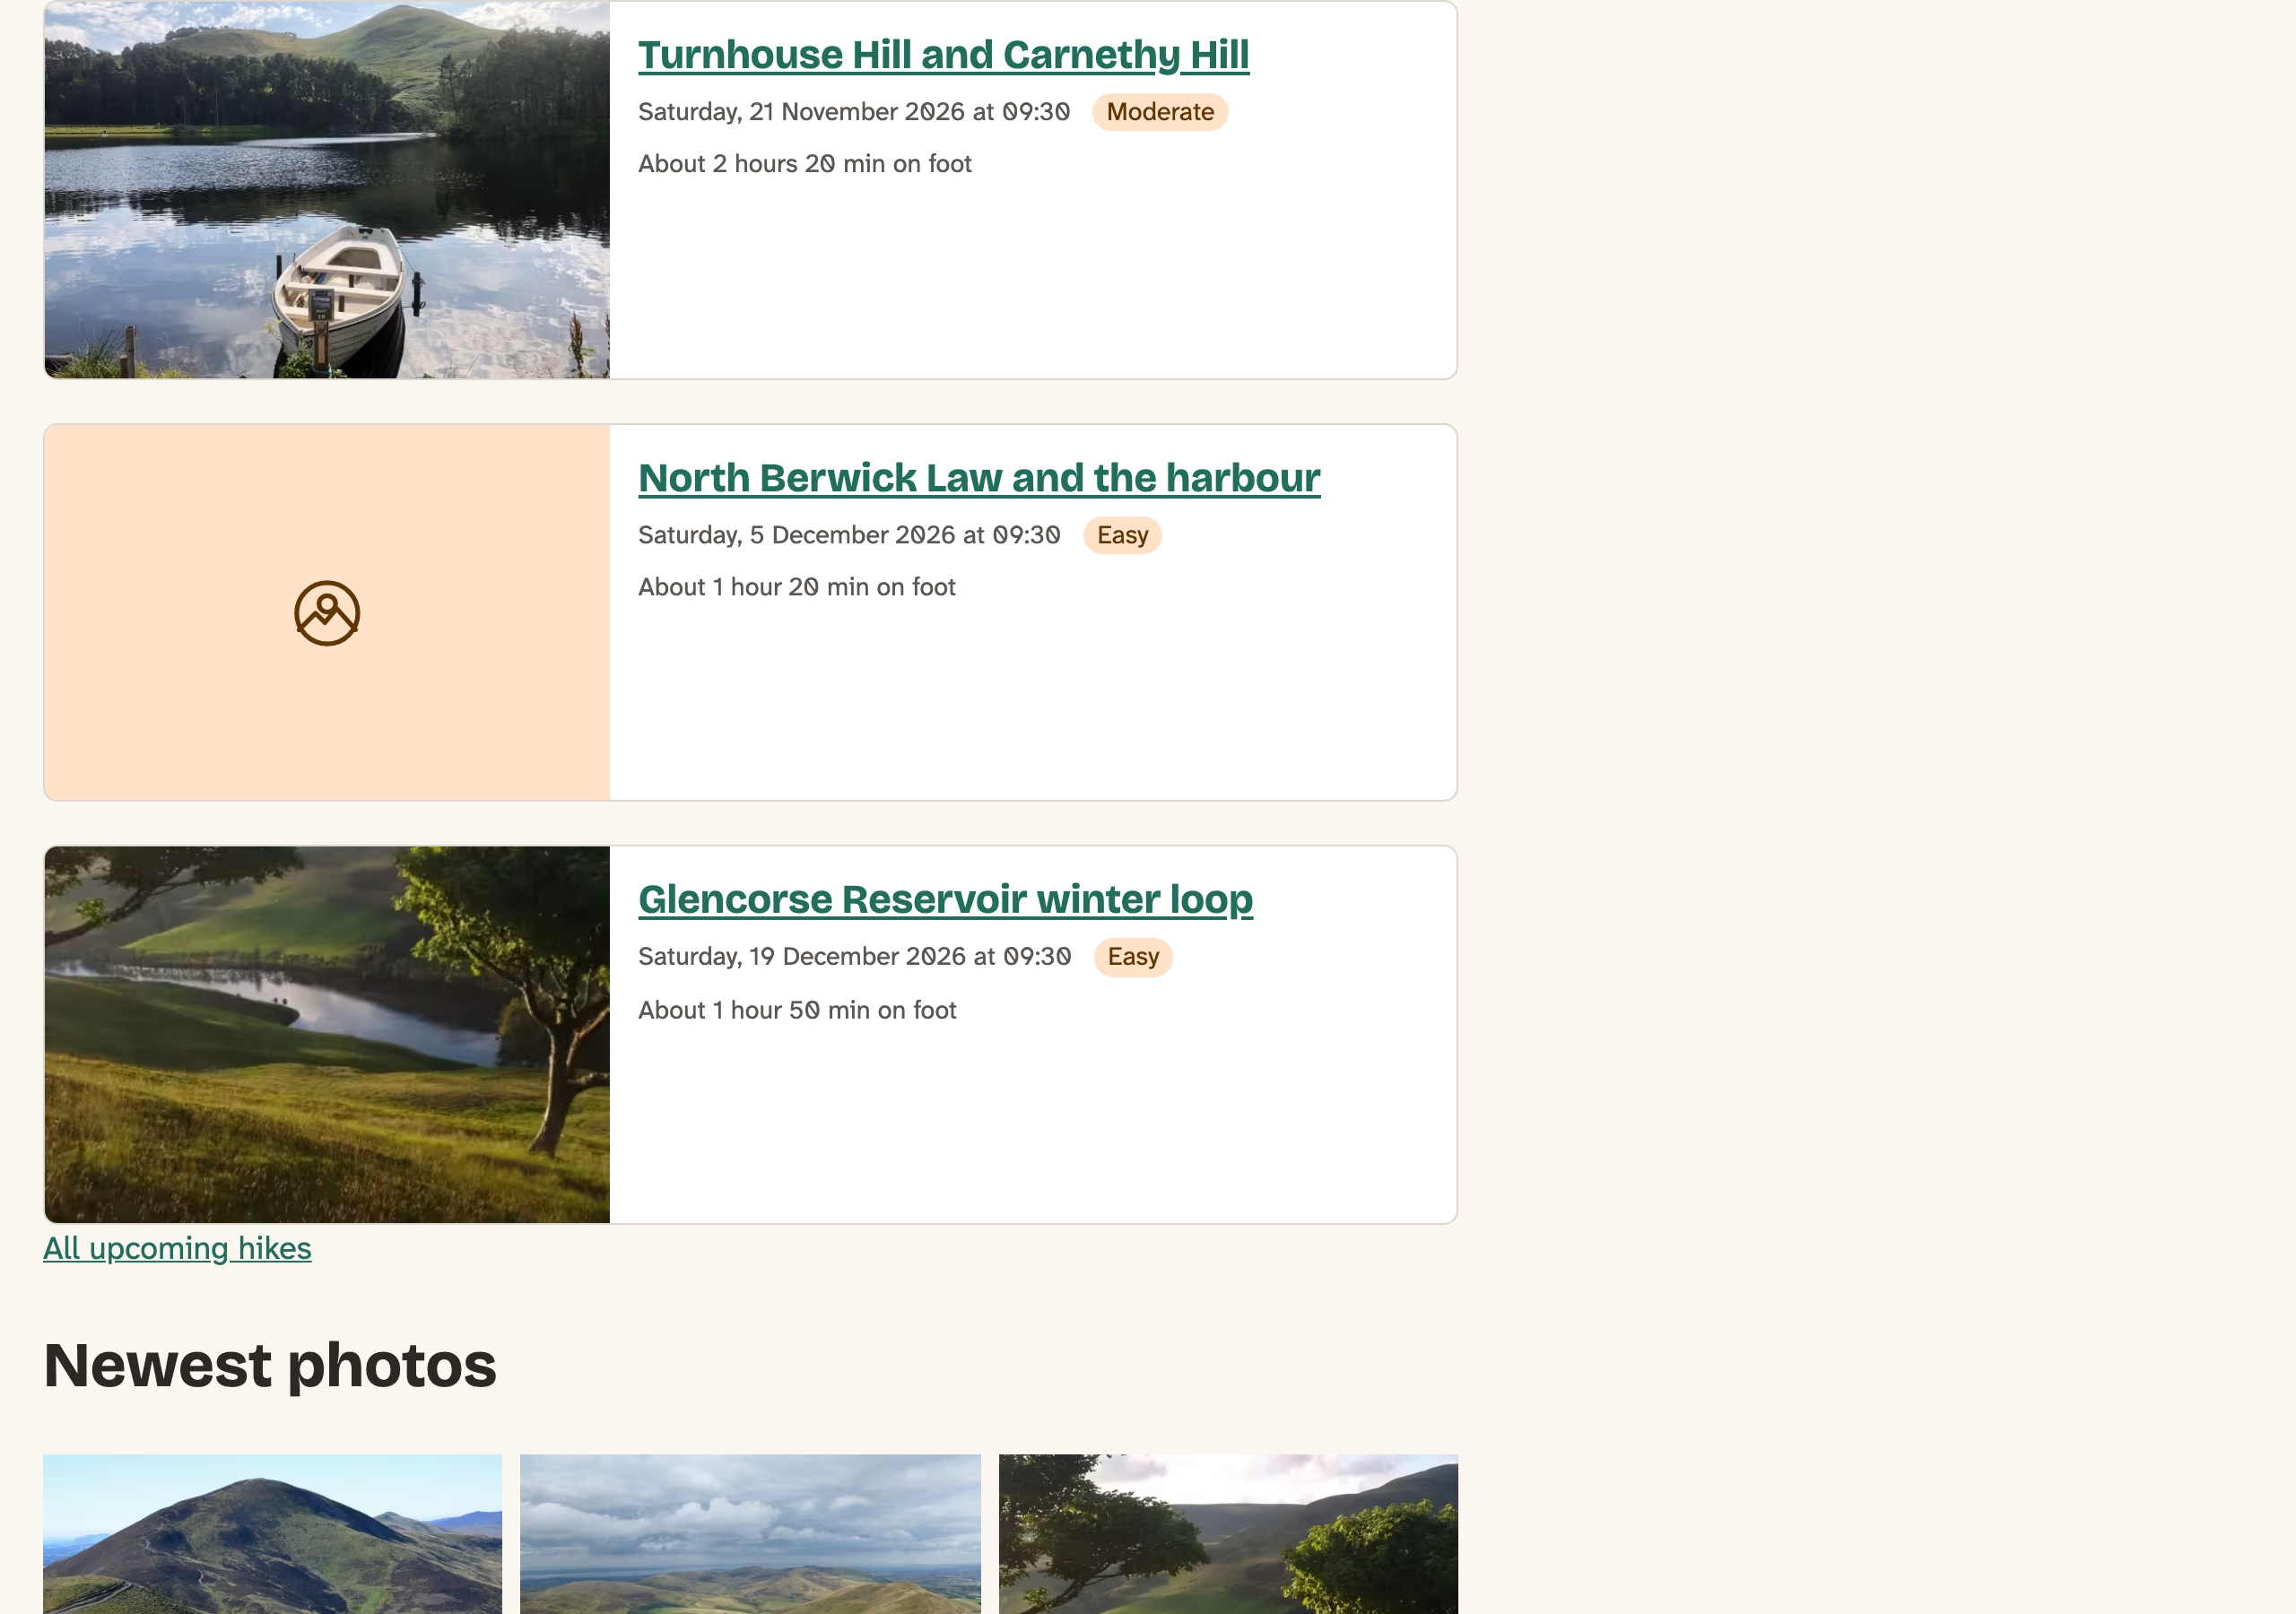 Turnhouse Hill and Carnethy Hill
Saturday, 21 November 2026 at 09:30 Moderate
About 2 hours 20 min on foot
North Berwick Law and the harbour
Saturday, 5 December 2026 at 09:30 Easy
About 1 hour 20 min on foot
Glencorse Reservoir winter loop
Saturday, 19 December 2026 at 09:30 Easy
About 1 hour 50 min on foot
All upcoming hikes
Newest photos